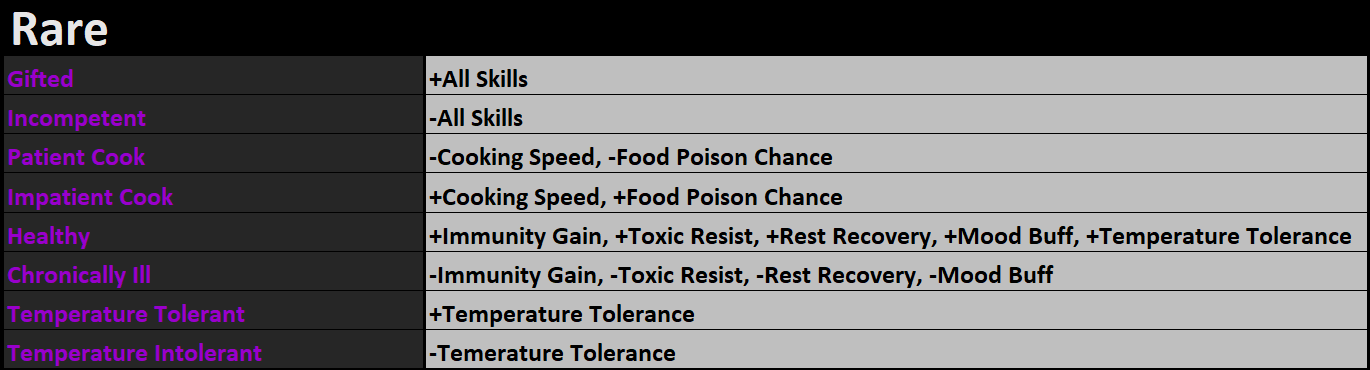 Rare
Gifted +All Skills
Incompetent -All Skills
Patient Cook -Cooking Speed, -Food Poison Chance
Impatient Cook +Cooking Speed, +Food Poison Chance
Healthy +Immunity Gain, +Toxic Resist, +Rest Recovery, +Mood Buff, +Temperature Tolerance
Chronically Ill -Immunity Gain, -Toxic Resist, -Rest Recovery, -Mood Buff
Temperature Tolerant +Temperature Tolerance
Temperature Intolerant -Temerature Tolerance